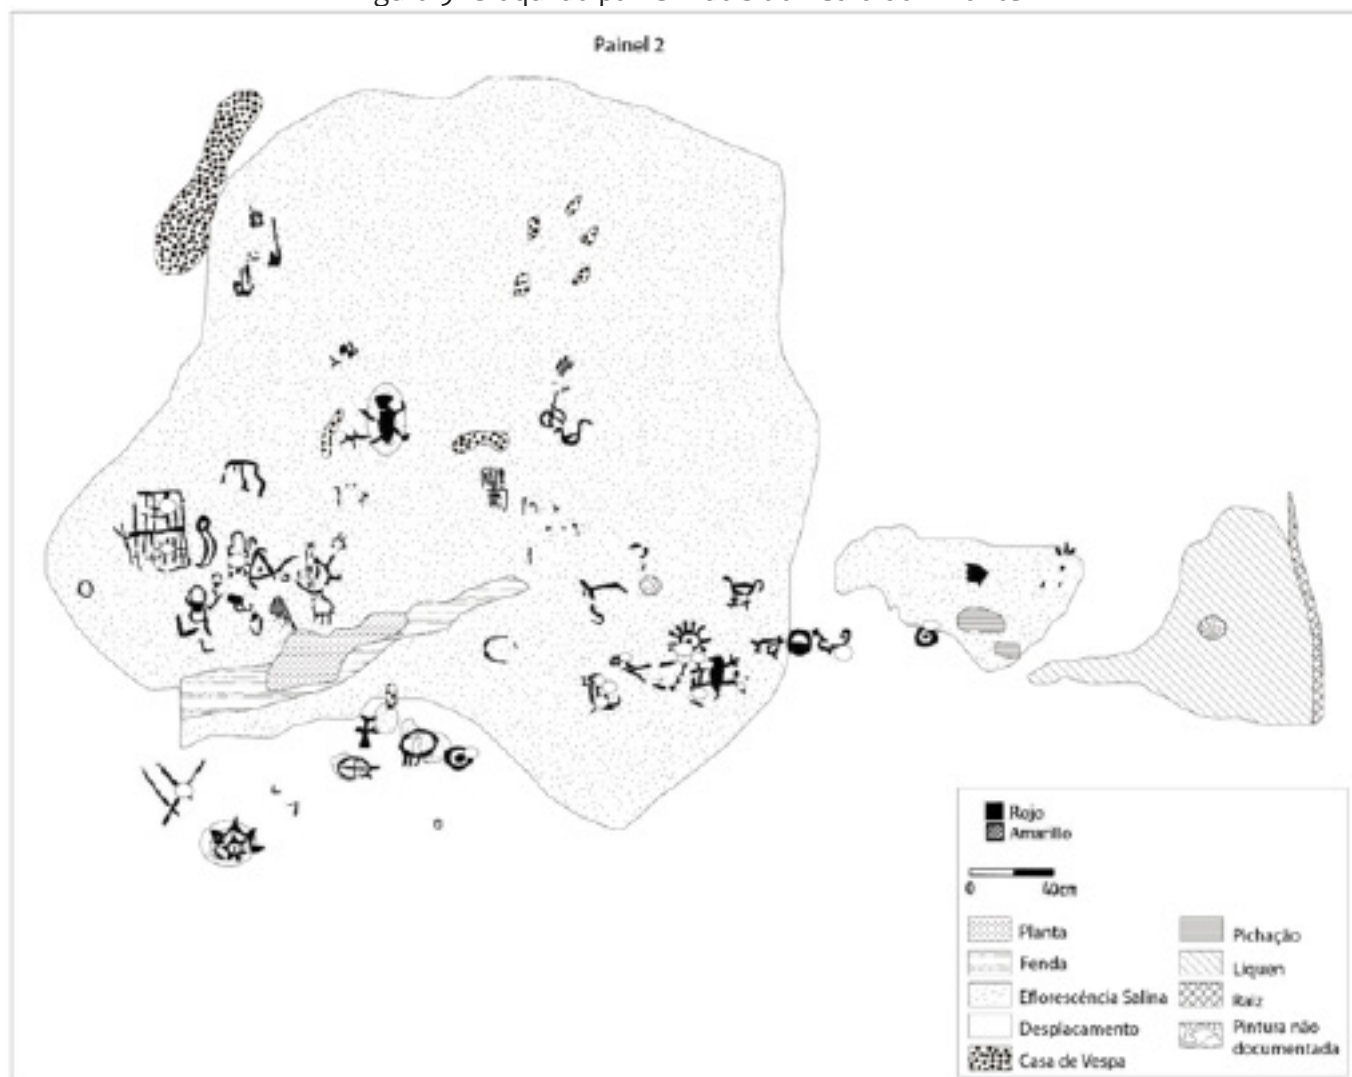 Painel 2
Rojo
Amarillo
0 40cm
Planta
Fenda
Eflorescência Salina
Desplacamento
Casa de Vespa
Pichação
Liquen
Raiz
Pintura não
documentada